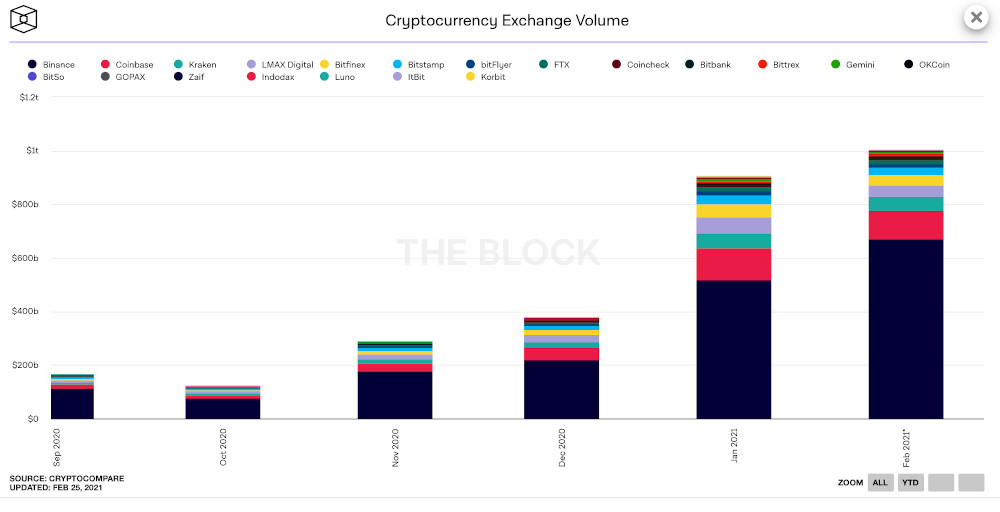 Cryptocurrency Exchange Volume
Binance Coinbase Kraken LMAX Digital Bitfinex Bitstamp bitFlyer FTX Coincheck Bitbank Bittrex Gemini OKCoin
BitSo GOPAX Zaif Indodax Luno ItBit Korbit
$1.2t
$1t
$800b
$600b
$400b
$200b
$0
THE BLOCK
Sep 2020
Oct 2020
Nov 2020
Dec 2020
Jan 2021
Feb 2021*
SOURCE: CRYPTOCOMPARE
UPDATED: FEB 25, 2021
ZOOM ALL YTD